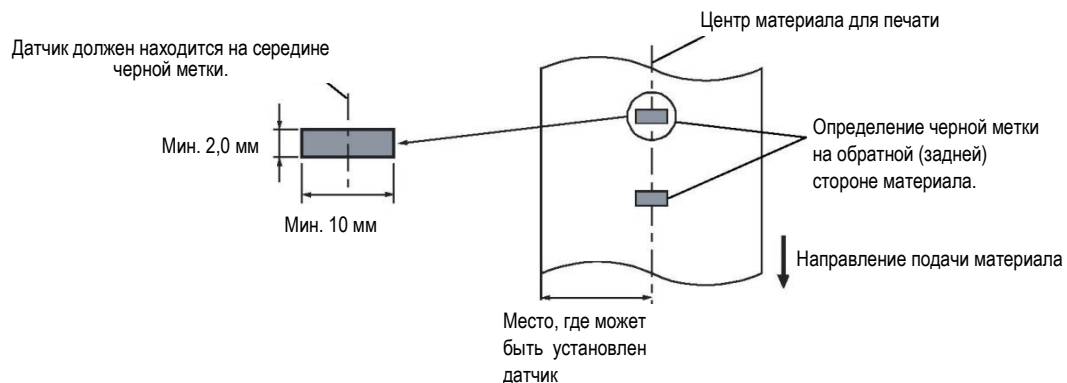 Центр материала для печати
Датчик должен находится на середине
черной метки.
Мин. 2,0 мм
Мин. 10 мм
Определение черной метки
на обратной (задней)
стороне материала.
Направление подачи материала
Место, где может
быть установлен
датчик